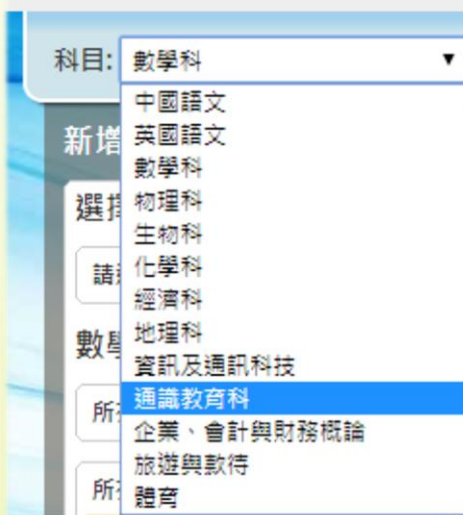 科目: 數學科
中國語文
英國語文
數學科
物理科
生物科
化學科
經濟科
地理科
資訊及通訊科技
通識教育科
企業、會計與財務概論
旅遊與款待
體育
新增
選擇
請
數學
所
所